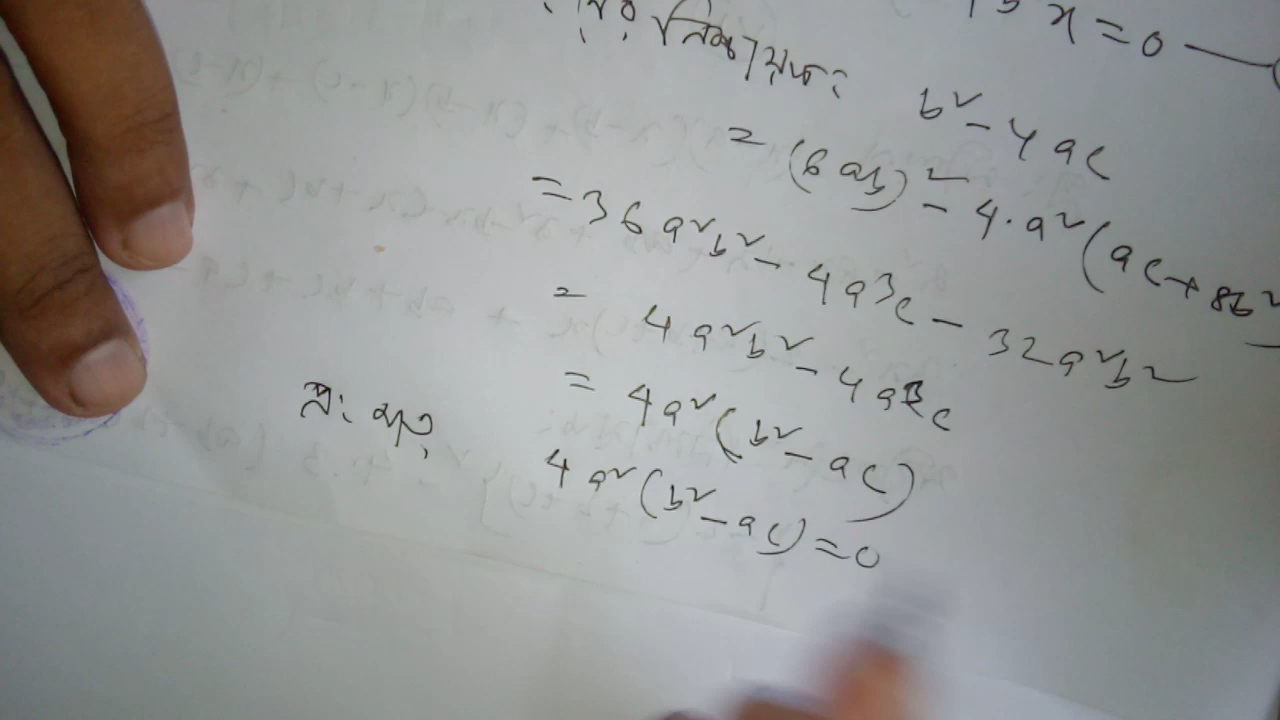 x = 0
b² - 4ac
= (6ab)² - 4·a²(ac + 8b²
= 36a²b² - 4a³c - 32a²b²
= 4a²b² - 4a³c
= 4a²(b² - ac)
4a²(b² - ac) = 0